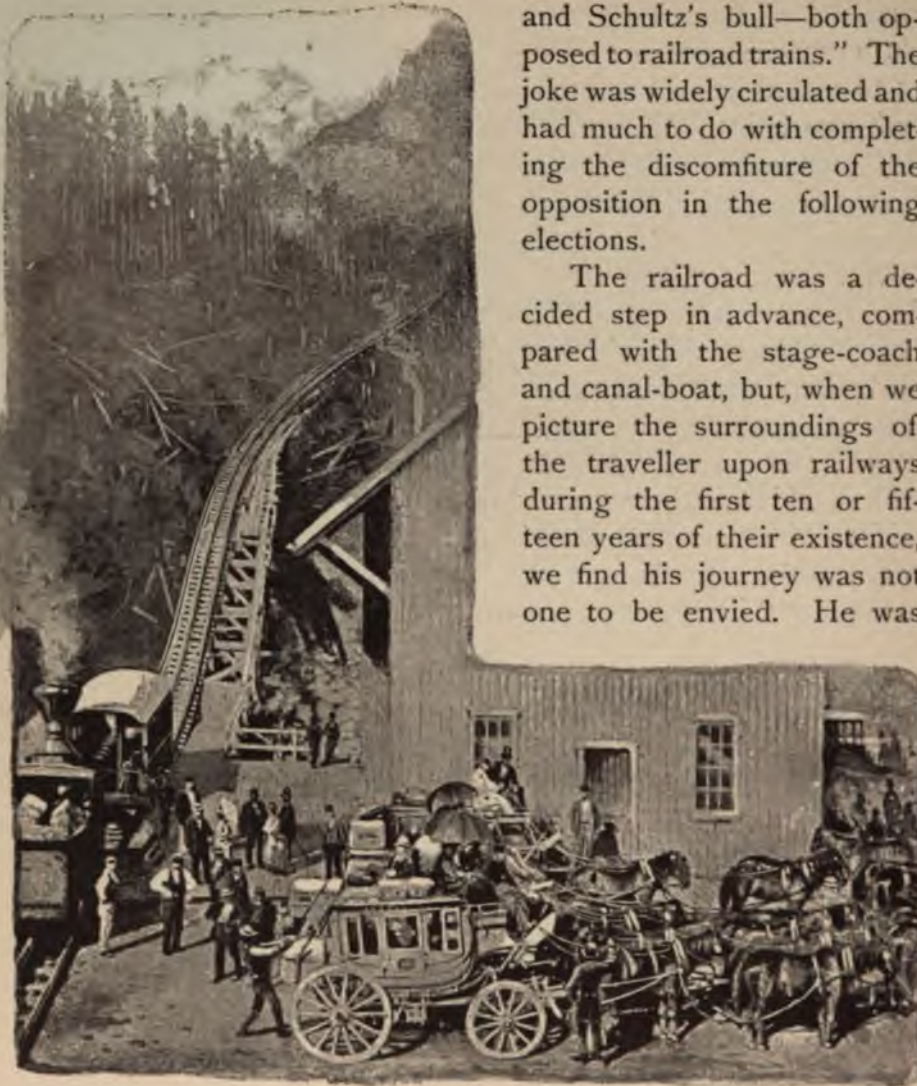 and Schultz's bull—both op-
posed to railroad trains." The
joke was widely circulated and
had much to do with complet
ing the discomfiture of the
opposition in the following
elections.
The railroad was a de
cided step in advance, com-
pared with the stage-coach
and canal-boat, but, when we
picture the surroundings of
the traveller upon railways
during the first ten or fif-
teen years of their existence,
we find his journey was not
one to be envied. He was